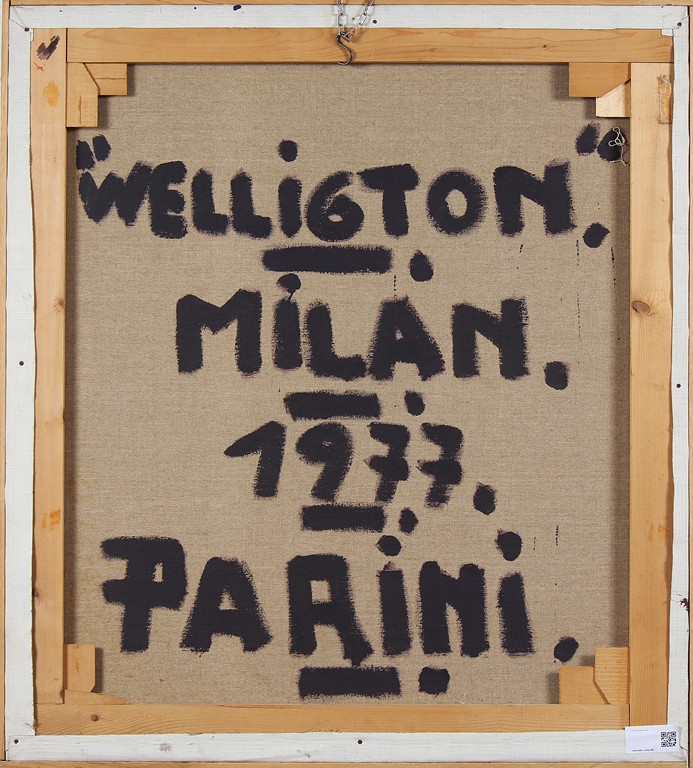 "WELLiGTON."
MiLAN.
1977.
PARiNi.